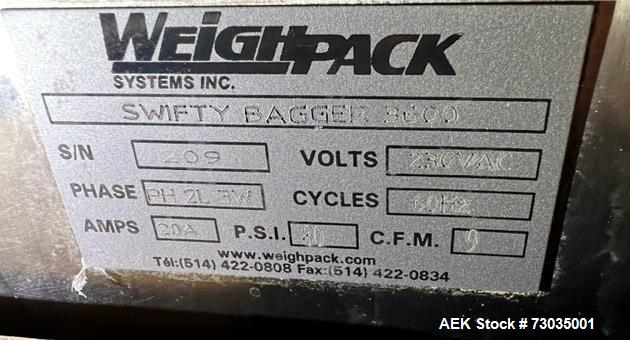 WEIGHPACK
SYSTEMS INC.
SWIFTY BAGGER 3600
S/N 209 VOLTS 230VAC
PHASE PH 2L 3W CYCLES 60Hz
AMPS 20A P.S.I. 80 C.F.M. 9
www.weighpack.com
Tél:(514) 422-0808 Fax:(514) 422-0834
AEK Stock # 73035001